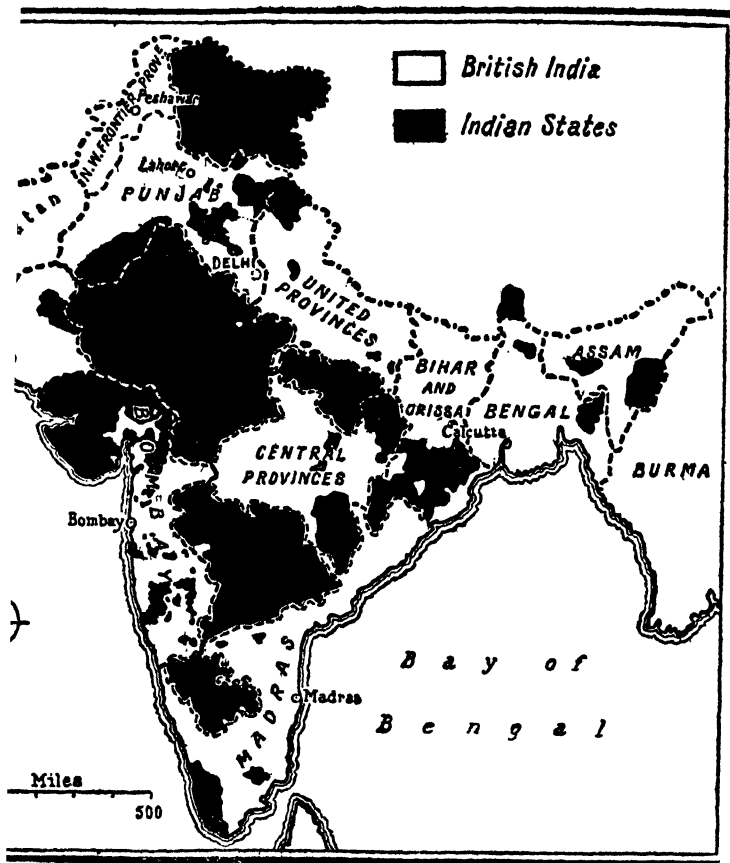 British India
Indian States
N.W. FRONTIER PROV.
Peshawar
Lahore
PUNJAB
DELHI
UNITED
PROVINCES
BIHAR
AND
ORISSA
BENGAL
Calcutta
ASSAM
BURMA
CENTRAL
PROVINCES
BOMBAY
Bombay
MADRAS
Madras
Bay of
Bengal
Miles
500